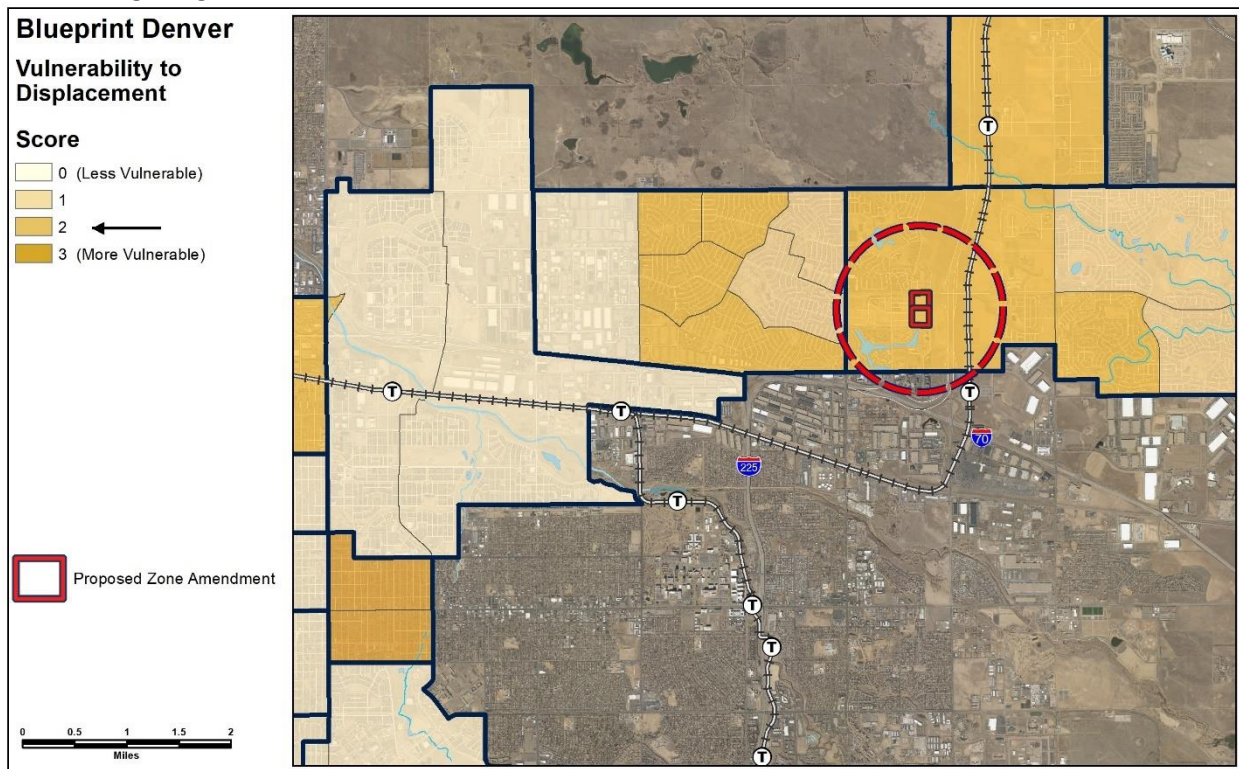 Blueprint Denver
Vulnerability to
Displacement
Score
0 (Less Vulnerable)
1
2
3 (More Vulnerable)
Proposed Zone Amendment
0 0.5 1 1.5 2
Miles
T
T
T
T
70
225
T
T
T
T